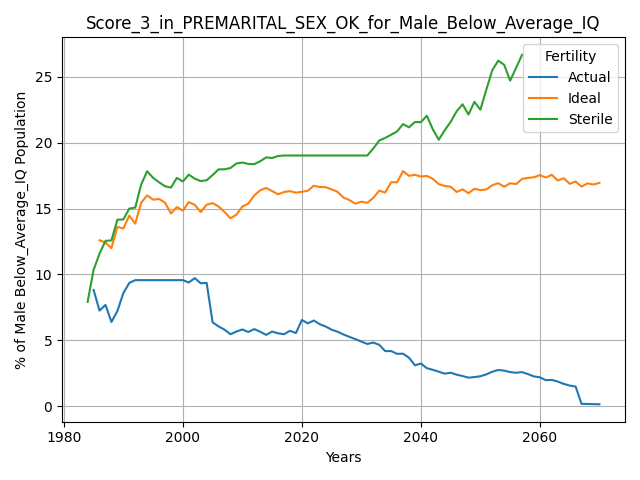 Score_3_in_PREMARITAL_SEX_OK_for_Male_Below_Average_IQ
Fertility
Actual
Ideal
Sterile
% of Male Below_Average_IQ Population
25
20
15
10
5
0
1980
2000
2020
2040
2060
Years